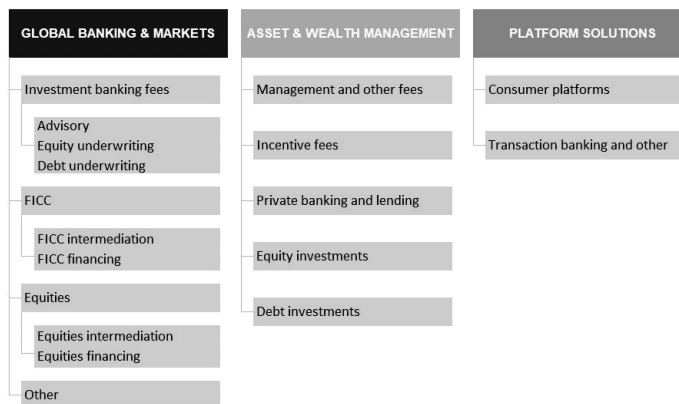 GLOBAL BANKING & MARKETS
Investment banking fees
Advisory
Equity underwriting
Debt underwriting
FICC
FICC intermediation
FICC financing
Equities
Equities intermediation
Equities financing
Other
ASSET & WEALTH MANAGEMENT
Management and other fees
Incentive fees
Private banking and lending
Equity investments
Debt investments
PLATFORM SOLUTIONS
Consumer platforms
Transaction banking and other